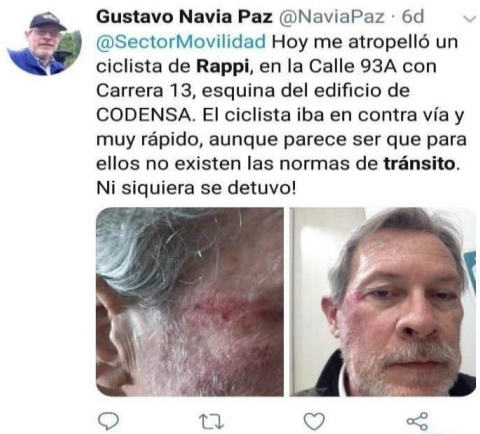 Gustavo Navia Paz @NaviaPaz · 6d
@SectorMovilidad Hoy me atropelló un
ciclista de Rappi, en la Calle 93A con
Carrera 13, esquina del edificio de
CODENSA. El ciclista iba en contra vía y
muy rápido, aunque parece ser que para
ellos no existen las normas de tránsito.
Ni siquiera se detuvo!